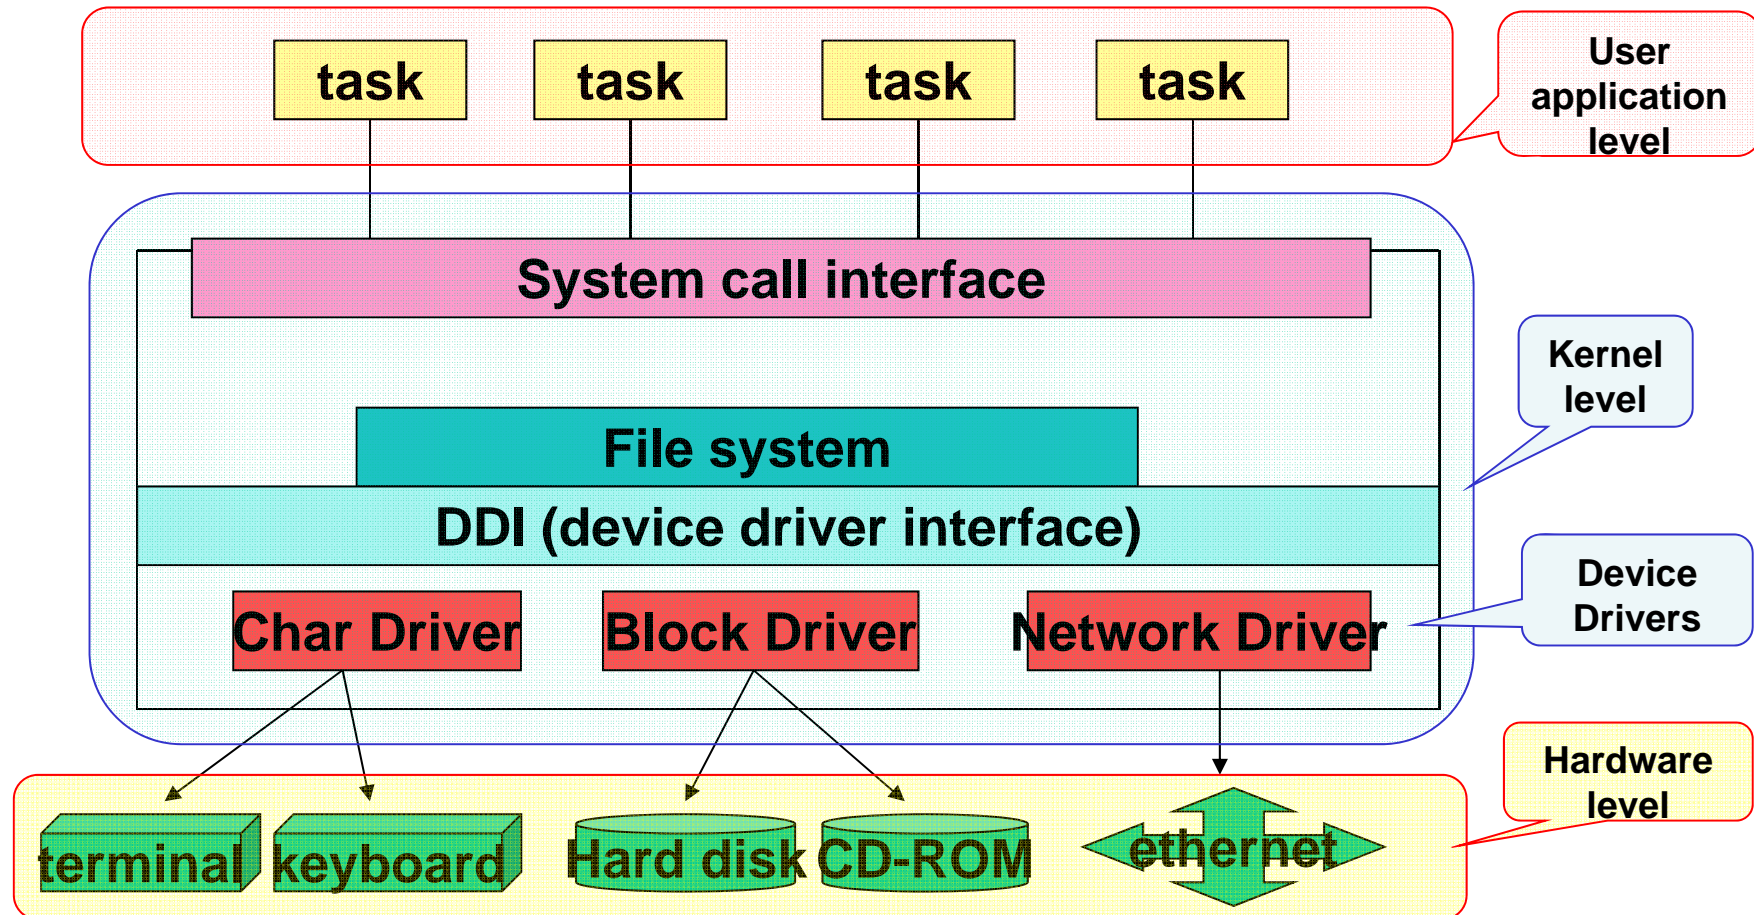 task
task
task
task
User
application
level
System call interface
Kernel
level
File system
DDI (device driver interface)
Device
Drivers
Char Driver
Block Driver
Network Driver
Hardware
level
terminal
keyboard
Hard disk
CD-ROM
ethernet